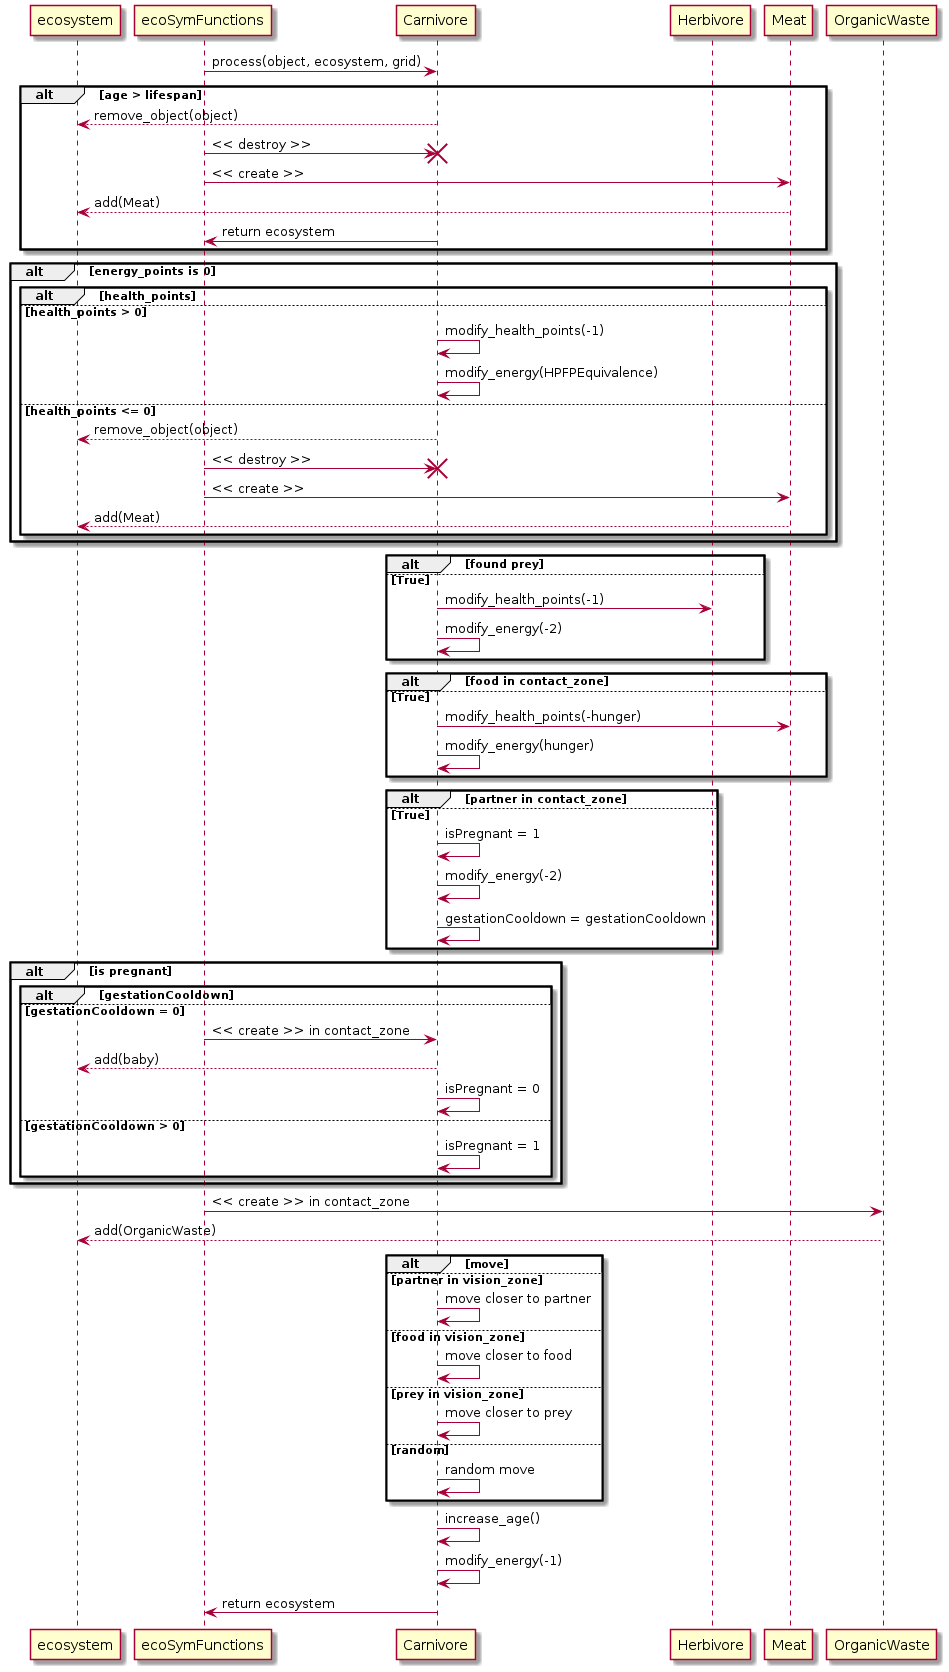 ecosystem ecoSymFunctions Carnivore Herbivore Meat OrganicWaste
process(object, ecosystem, grid)
alt [age > lifespan]
remove_object(object)
<< destroy >>
<< create >>
add(Meat)
return ecosystem
alt [energy_points is 0]
alt [health_points]
[health_points > 0]
modify_health_points(-1)
modify_energy(HPFPEquivalence)
[health_points <= 0]
remove_object(object)
<< destroy >>
<< create >>
add(Meat)
alt [found prey]
[True]
modify_health_points(-1)
modify_energy(-2)
alt [food in contact_zone]
[True]
modify_health_points(-hunger)
modify_energy(hunger)
alt [partner in contact_zone]
[True]
isPregnant = 1
modify_energy(-2)
gestationCooldown = gestationCooldown
alt [is pregnant]
alt [gestationCooldown]
[gestationCooldown = 0]
<< create >> in contact_zone
add(baby)
isPregnant = 0
[gestationCooldown > 0]
isPregnant = 1
<< create >> in contact_zone
add(OrganicWaste)
alt [move]
[partner in vision_zone]
move closer to partner
[food in vision_zone]
move closer to food
[prey in vision_zone]
move closer to prey
[random]
random move
increase_age()
modify_energy(-1)
return ecosystem
ecosystem ecoSymFunctions Carnivore Herbivore Meat OrganicWaste